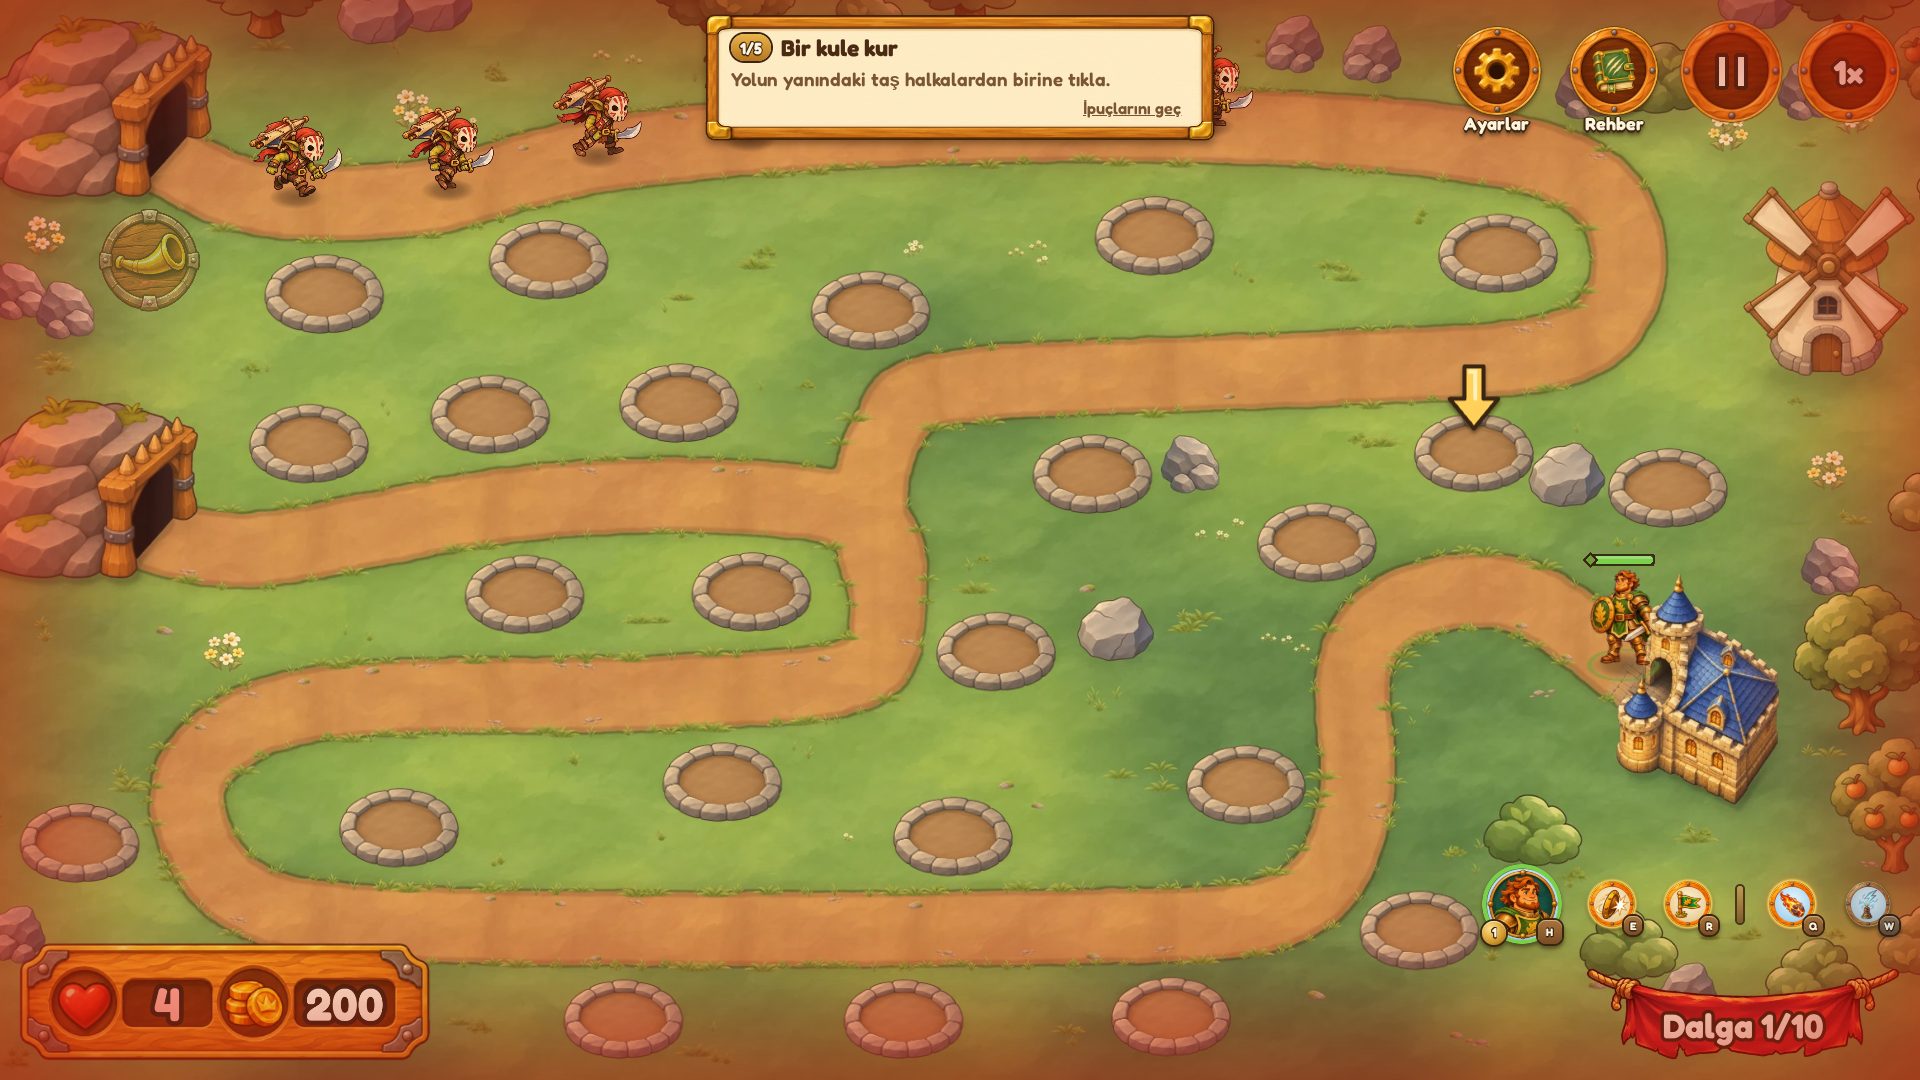 1/5 Bir kule kur
Yolun yanındaki taş halkalardan birine tıkla.
İpuçlarını geç
Ayarlar
Rehber
1x
1
H
E
R
Q
W
4
200
Dalga 1/10